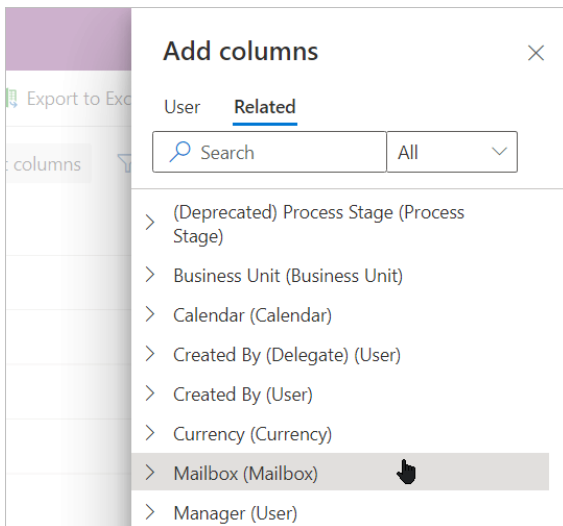 Add columns
User Related
Export to Exc
Search All
columns
(Deprecated) Process Stage (Process
Stage)
Business Unit (Business Unit)
Calendar (Calendar)
Created By (Delegate) (User)
Created By (User)
Currency (Currency)
Mailbox (Mailbox)
Manager (User)